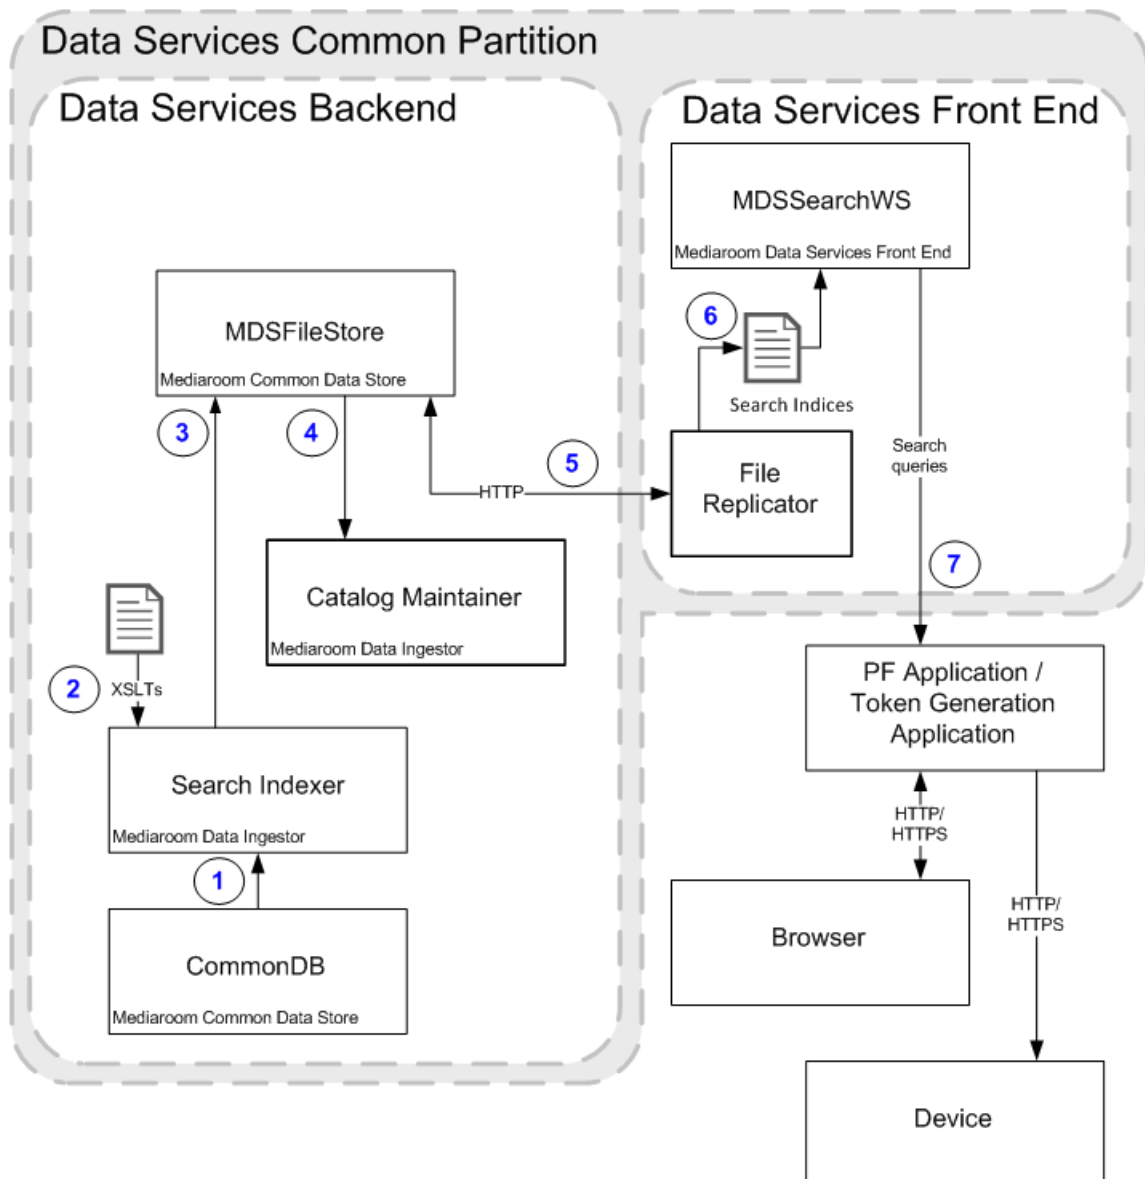 Data Services Common Partition
Data Services Backend
Data Services Front End
MDSSearchWS
Mediaroom Data Services Front End
MDSFileStore
Mediaroom Common Data Store
6
Search Indices
3
4
5
HTTP
File
Replicator
Search
queries
7
Catalog Maintainer
Mediaroom Data Ingestor
2
XSLTs
Search Indexer
Mediaroom Data Ingestor
1
CommonDB
Mediaroom Common Data Store
PF Application /
Token Generation
Application
HTTP/
HTTPS
Browser
HTTP/
HTTPS
Device